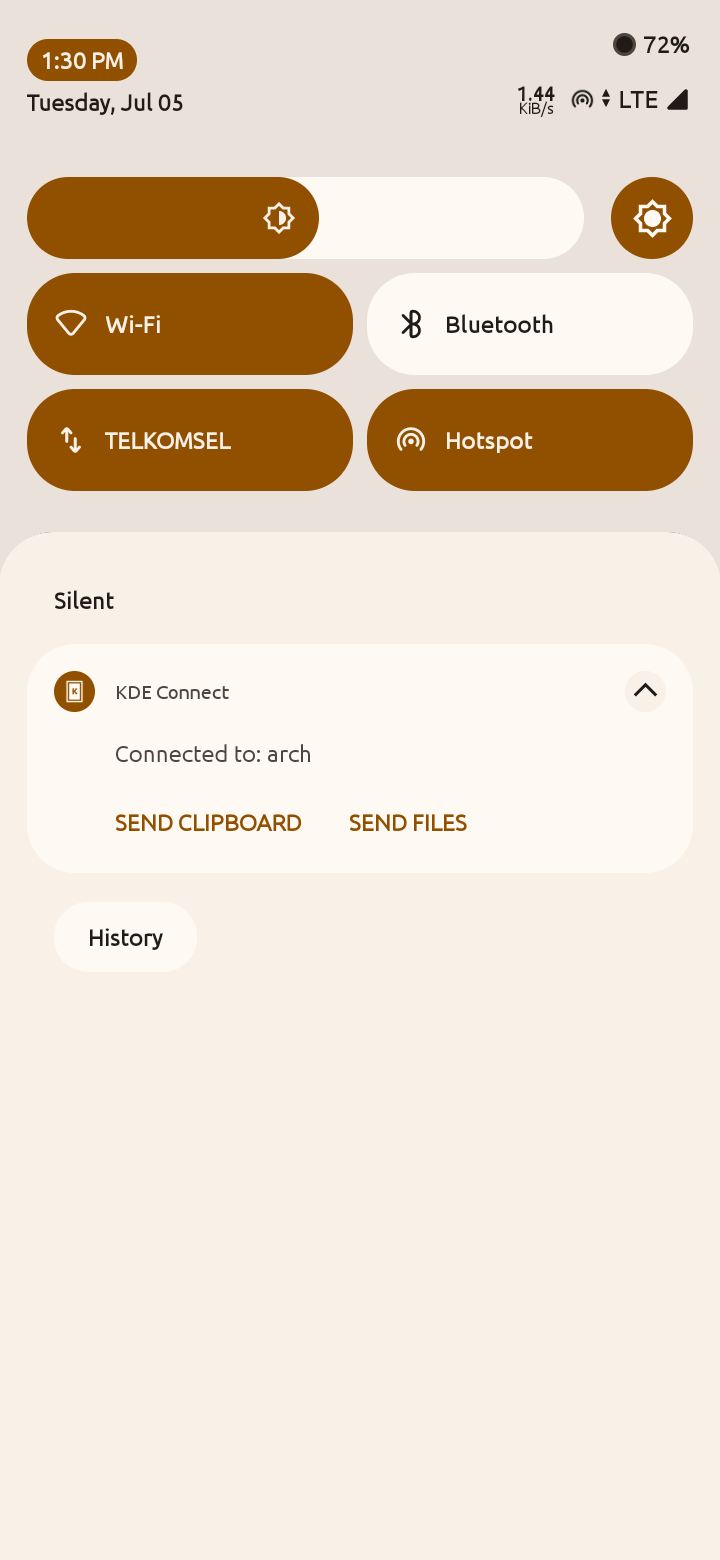 1:30 PM
72%
Tuesday, Jul 05
1.44
KiB/s
LTE
Wi-Fi
Bluetooth
TELKOMSEL
Hotspot
Silent
K
KDE Connect
Connected to: arch
SEND CLIPBOARD
SEND FILES
History